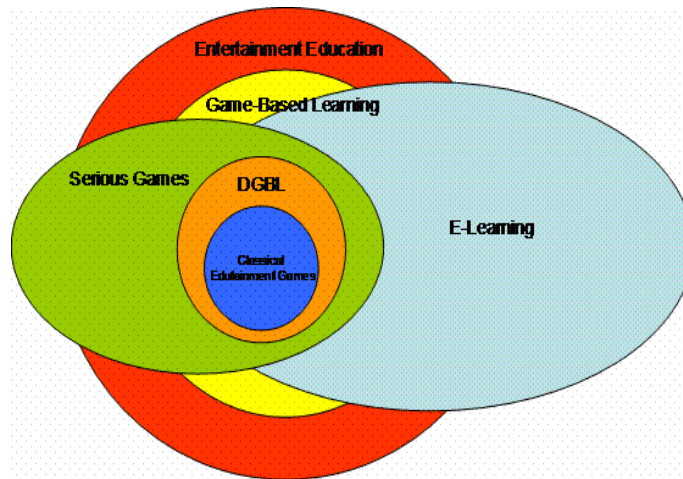 Entertainment Education
Game-Based Learning
Serious Games
DGBL
E-Learning
Classical
Edutainment Games